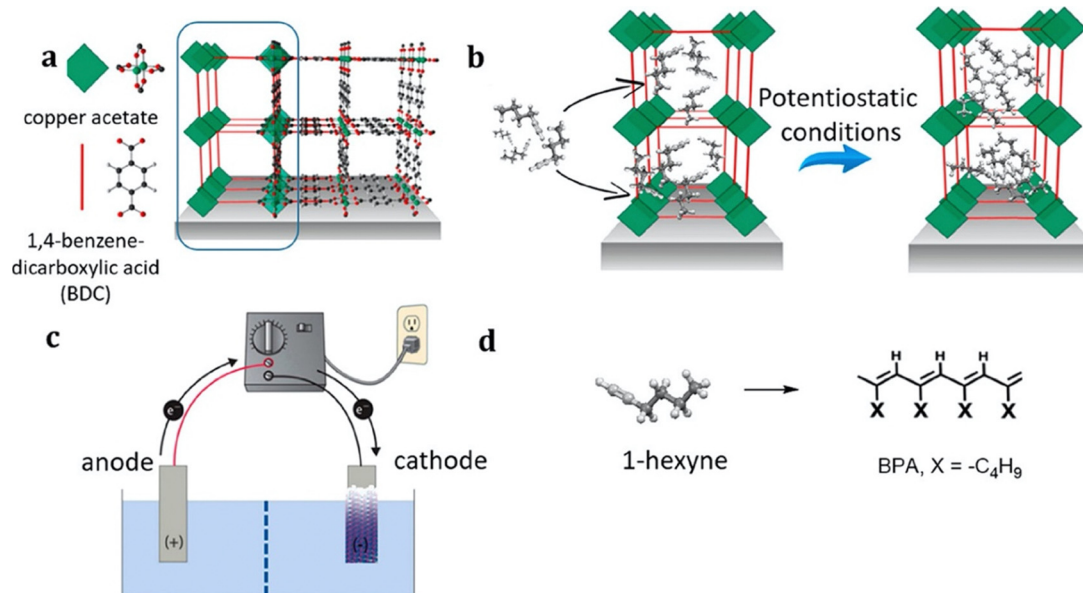 a
copper acetate
1,4-benzene-
dicarboxylic acid
(BDC)
b
Potentiostatic
conditions
c
e⁻
e⁻
anode
cathode
(+)
(-)
d
1-hexyne
H H H
X X X X
BPA, X = -C₄H₉